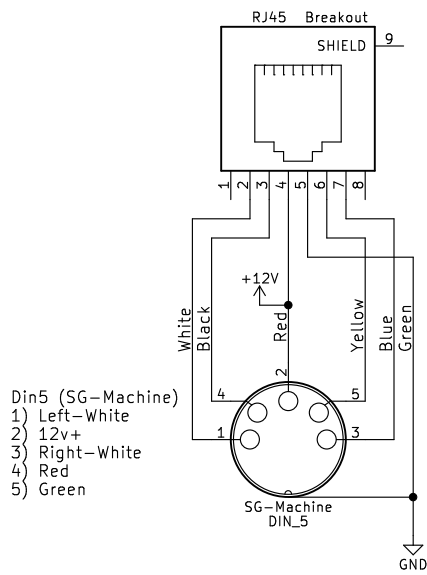 RJ45 Breakout
SHIELD 9
1 2 3 4 5 6 7 8
+12V
White
Black
Red
Yellow
Blue
Green
2
4 5
1 3
Din5 (SG-Machine)
1) Left-White
2) 12v+
3) Right-White
4) Red
5) Green
SG-Machine
DIN_5
GND